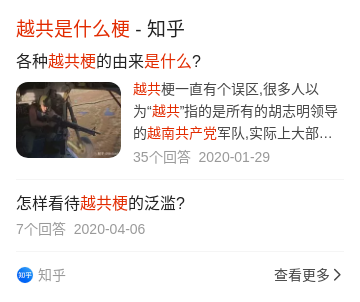 越共是什么梗 - 知乎
各种越共梗的由来是什么?
越共梗一直有个误区,很多人以
为“越共”指的是所有的胡志明领导
的越南共产党军队,实际上大部...
35个回答 2020-01-29
怎样看待越共梗的泛滥?
7个回答 2020-04-06
知乎 知乎
查看更多